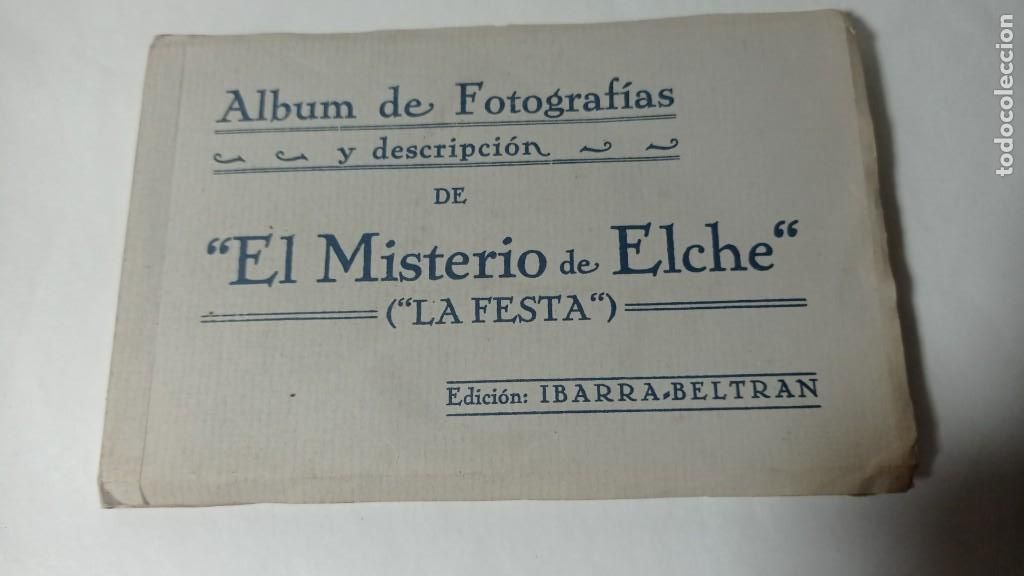 Album de Fotografías
y descripción
DE
“El Misterio de Elche“
(“LA FESTA“)
Edición: IBARRA-BELTRAN
todocoleccion